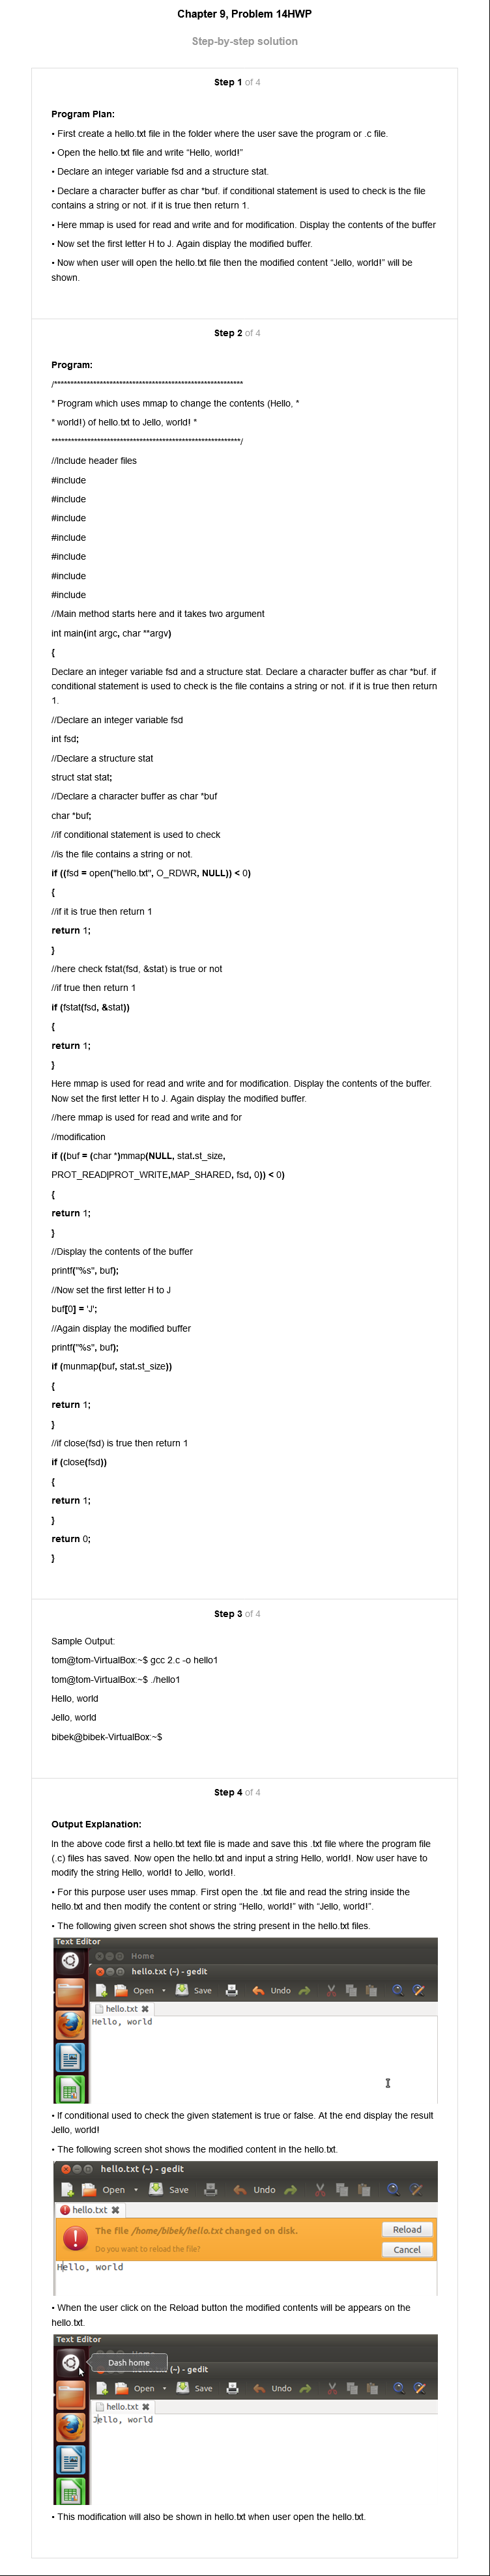 Chapter 9, Problem 14HWP
Step-by-step solution
Step 1 of 4
Program Plan:
• First create a hello.txt file in the folder where the user save the program or .c file.
• Open the hello.txt file and write “Hello, world!”
• Declare an integer variable fsd and a structure stat.
• Declare a character buffer as char *buf. if conditional statement is used to check is the file
contains a string or not. if it is true then return 1.
• Here mmap is used for read and write and for modification. Display the contents of the buffer
• Now set the first letter H to J. Again display the modified buffer.
• Now when user will open the hello.txt file then the modified content “Jello, world!” will be
shown.
Step 2 of 4
Program:
/**********************************************************
* Program which uses mmap to change the contents (Hello, *
* world!) of hello.txt to Jello, world! *
**********************************************************/
//Include header files
#include
#include
#include
#include
#include
#include
#include
//Main method starts here and it takes two argument
int main(int argc, char **argv)
{
Declare an integer variable fsd and a structure stat. Declare a character buffer as char *buf. if
conditional statement is used to check is the file contains a string or not. if it is true then return
1.
//Declare an integer variable fsd
int fsd;
//Declare a structure stat
struct stat stat;
//Declare a character buffer as char *buf
char *buf;
//if conditional statement is used to check
//is the file contains a string or not.
if ((fsd = open("hello.txt", O_RDWR, NULL)) < 0)
{
//if it is true then return 1
return 1;
}
//here check fstat(fsd, &stat) is true or not
//if true then return 1
if (fstat(fsd, &stat))
{
return 1;
}
Here mmap is used for read and write and for modification. Display the contents of the buffer.
Now set the first letter H to J. Again display the modified buffer.
//here mmap is used for read and write and for
//modification
if ((buf = (char *)mmap(NULL, stat.st_size,
PROT_READ|PROT_WRITE,MAP_SHARED, fsd, 0)) < 0)
{
return 1;
}
//Display the contents of the buffer
printf("%s", buf);
//Now set the first letter H to J
buf[0] = 'J';
//Again display the modified buffer
printf("%s", buf);
if (munmap(buf, stat.st_size))
{
return 1;
}
//if close(fsd) is true then return 1
if (close(fsd))
{
return 1;
}
return 0;
}
Step 3 of 4
Sample Output:
tom@tom-VirtualBox:~$ gcc 2.c -o hello1
tom@tom-VirtualBox:~$ ./hello1
Hello, world
Jello, world
bibek@bibek-VirtualBox:~$
Step 4 of 4
Output Explanation:
In the above code first a hello.txt text file is made and save this .txt file where the program file
(.c) files has saved. Now open the hello.txt and input a string Hello, world!. Now user have to
modify the string Hello, world! to Jello, world!.
• For this purpose user uses mmap. First open the .txt file and read the string inside the
hello.txt and then modify the content or string “Hello, world!” with “Jello, world!”.
• The following given screen shot shows the string present in the hello.txt files.
Text Editor
Home
hello.txt (~) - gedit
Open Save Undo
hello.txt
Hello, world
• If conditional used to check the given statement is true or false. At the end display the result
Jello, world!
• The following screen shot shows the modified content in the hello.txt.
hello.txt (~) - gedit
Open Save Undo
hello.txt
The file /home/bibek/hello.txt changed on disk. Reload
Do you want to reload the file? Cancel
Hello, world
• When the user click on the Reload button the modified contents will be appears on the
hello.txt.
Text Editor
Dash home
(~) - gedit
Open Save Undo
hello.txt
Jello, world
• This modification will also be shown in hello.txt when user open the hello.txt.